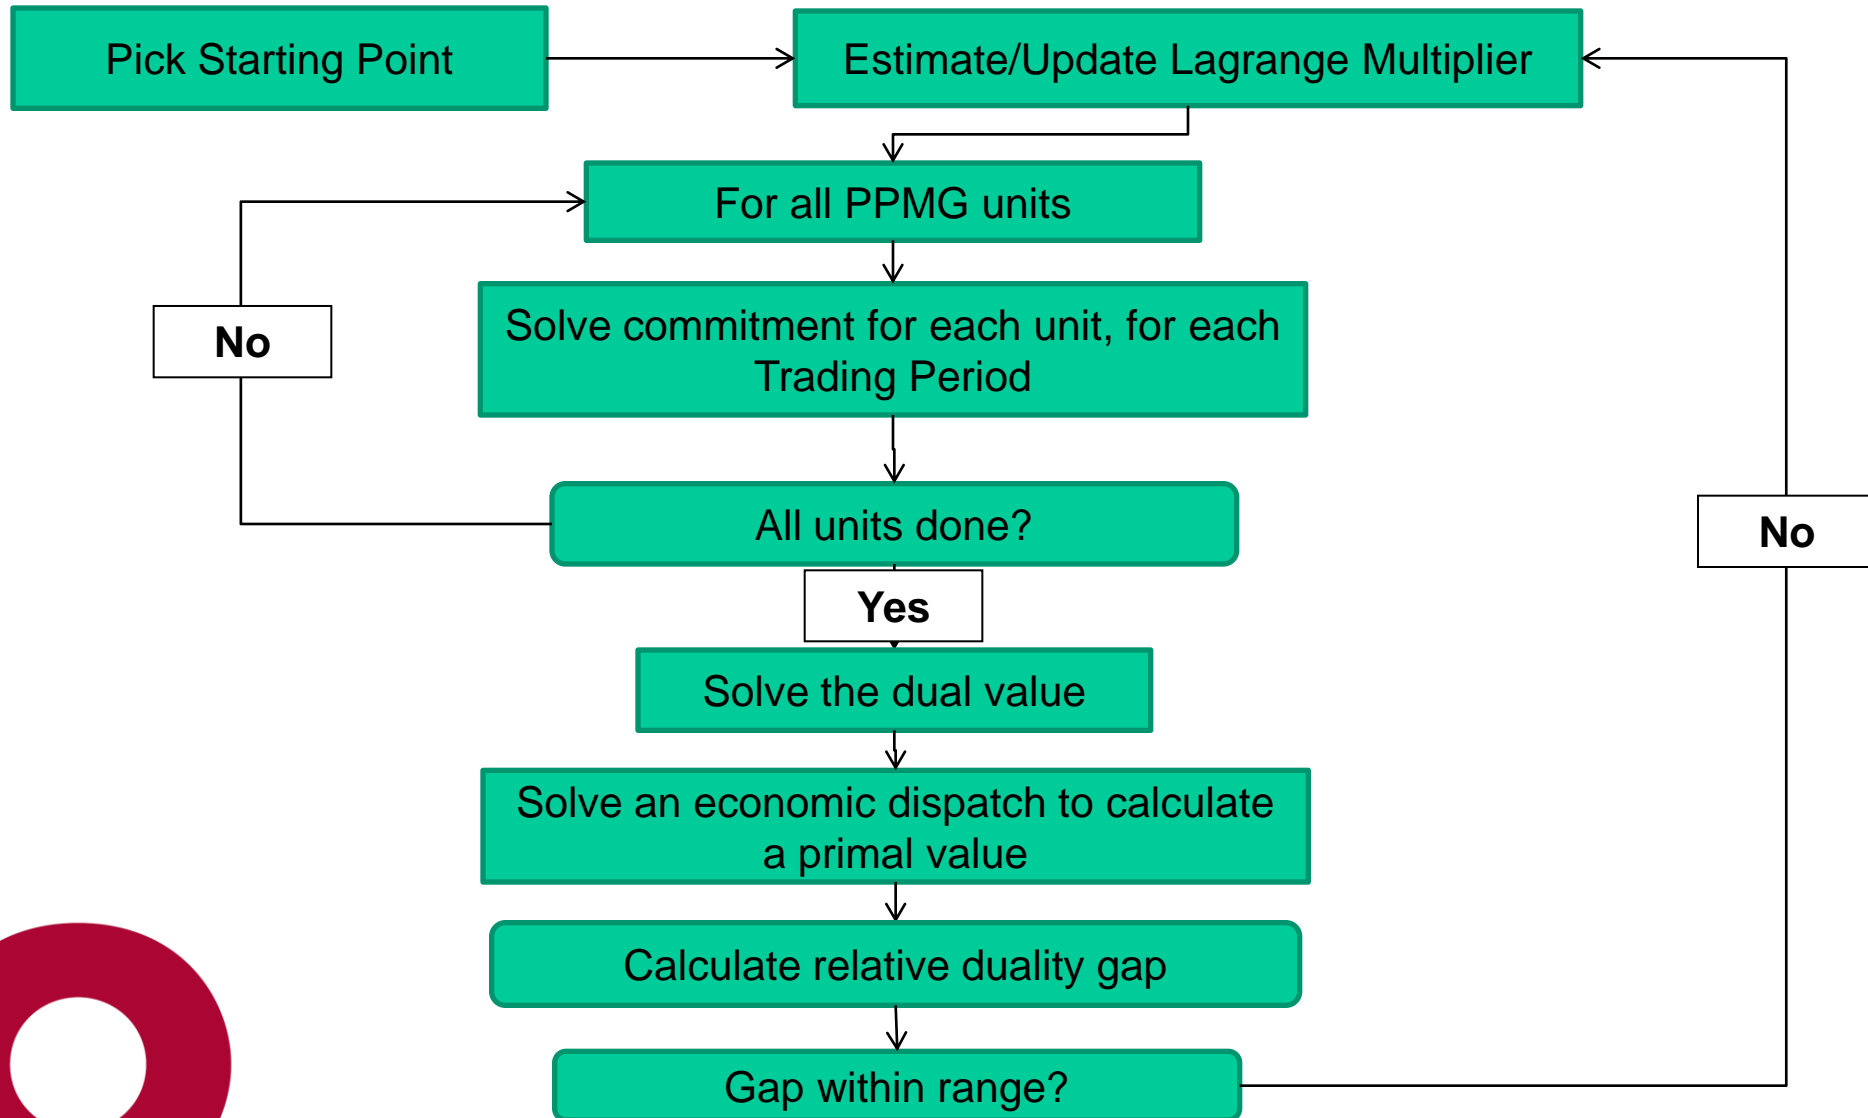 Pick Starting Point
Estimate/Update Lagrange Multiplier
For all PPMG units
Solve commitment for each unit, for each
Trading Period
No
All units done?
No
Yes
Solve the dual value
Solve an economic dispatch to calculate
a primal value
Calculate relative duality gap
Gap within range?